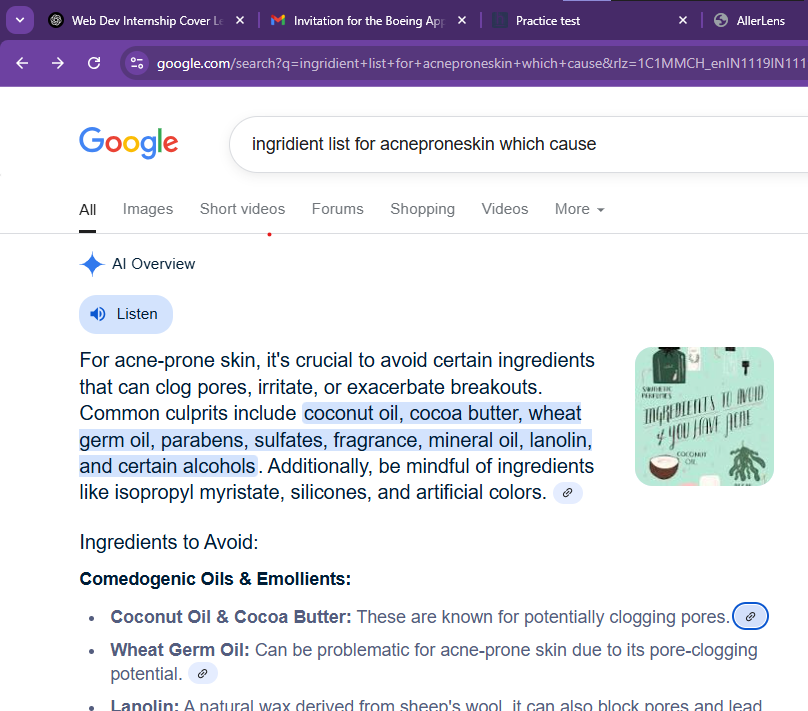 Web Dev Internship Cover Le
Invitation for the Boeing App
Practice test
AllerLens
google.com/search?q=ingridient+list+for+acneproneskin+which+cause&rlz=1C1MMCH_enIN1119IN111
Google
ingridient list for acneproneskin which cause
All Images Short videos Forums Shopping Videos More
AI Overview
Listen
For acne-prone skin, it's crucial to avoid certain ingredients
that can clog pores, irritate, or exacerbate breakouts.
Common culprits include coconut oil, cocoa butter, wheat
germ oil, parabens, sulfates, fragrance, mineral oil, lanolin,
and certain alcohols. Additionally, be mindful of ingredients
like isopropyl myristate, silicones, and artificial colors.
SYNTHETIC
PERFUMES
INGREDIENTS TO AVOID
if YOU HAVE ACNE
COCONUT
OIL
Ingredients to Avoid:
Comedogenic Oils & Emollients:
• Coconut Oil & Cocoa Butter: These are known for potentially clogging pores.
• Wheat Germ Oil: Can be problematic for acne-prone skin due to its pore-clogging
potential.
• Lanolin: A natural wax derived from sheep's wool, it can also block pores and lead